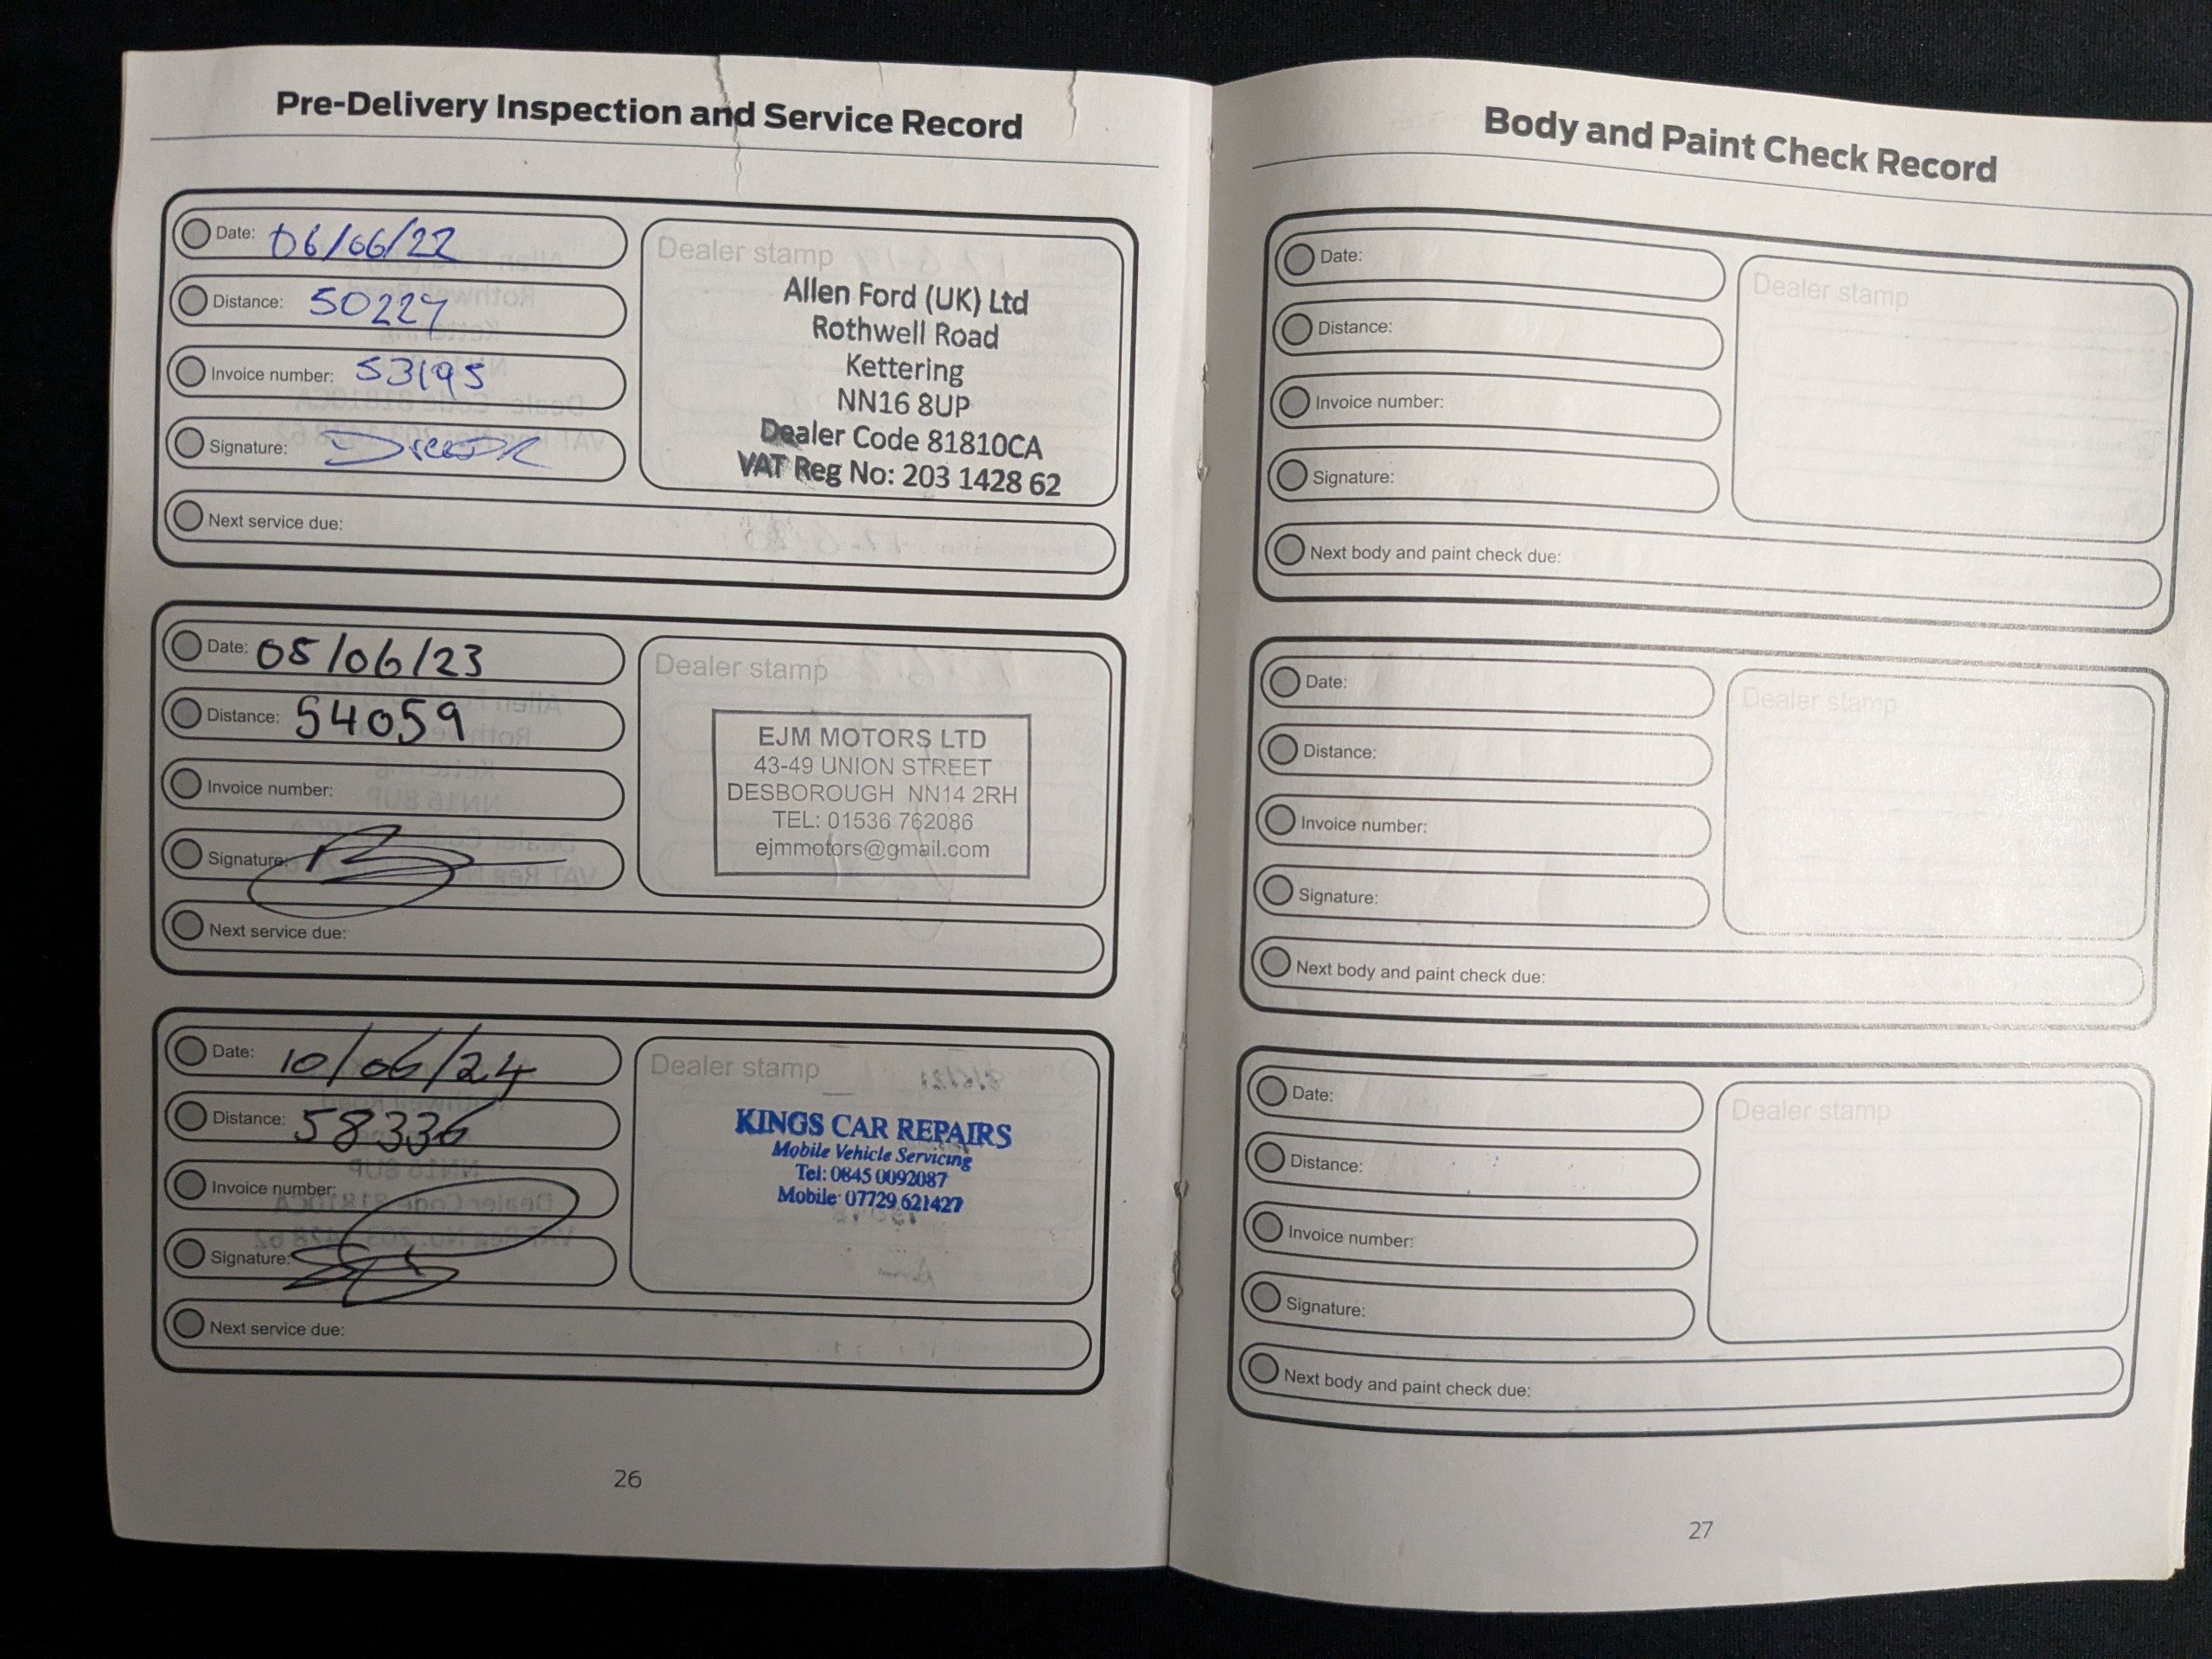 Pre-Delivery Inspection and Service Record
Date: 06/06/22
Distance: 50227
Invoice number: 53195
Signature:
Next service due:
Dealer stamp
Allen Ford (UK) Ltd
Rothwell Road
Kettering
NN16 8UP
Dealer Code 81810CA
VAT Reg No: 203 1428 62
Date: 05/06/23
Distance: 54059
Invoice number:
Signature:
Next service due:
Dealer stamp
EJM MOTORS LTD
43-49 UNION STREET
DESBOROUGH NN14 2RH
TEL: 01536 762086
ejmmotors@gmail.com
Date: 10/06/24
Distance: 58336
Invoice number:
Signature:
Next service due:
Dealer stamp
KINGS CAR REPAIRS
Mobile Vehicle Servicing
Tel: 0845 0092087
Mobile: 07729 621427
26
Body and Paint Check Record
Date:
Distance:
Invoice number:
Signature:
Next body and paint check due:
Dealer stamp
Date:
Distance:
Invoice number:
Signature:
Next body and paint check due:
Dealer stamp
Date:
Distance:
Invoice number:
Signature:
Next body and paint check due:
Dealer stamp
27